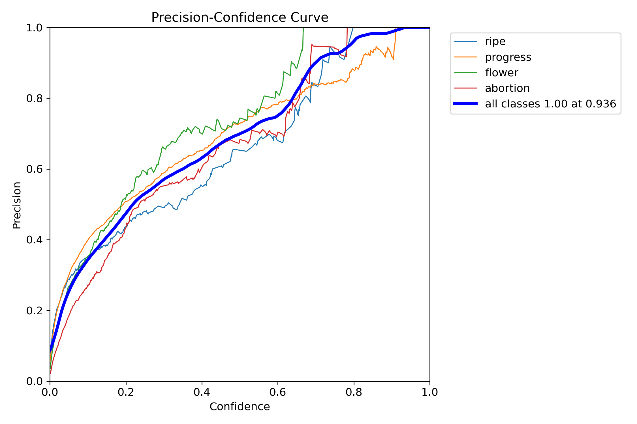 Precision-Confidence Curve
1.0
0.8
0.6
0.4
0.2
0.0
Precision
0.0 0.2 0.4 0.6 0.8 1.0
Confidence
ripe
progress
flower
abortion
all classes 1.00 at 0.936